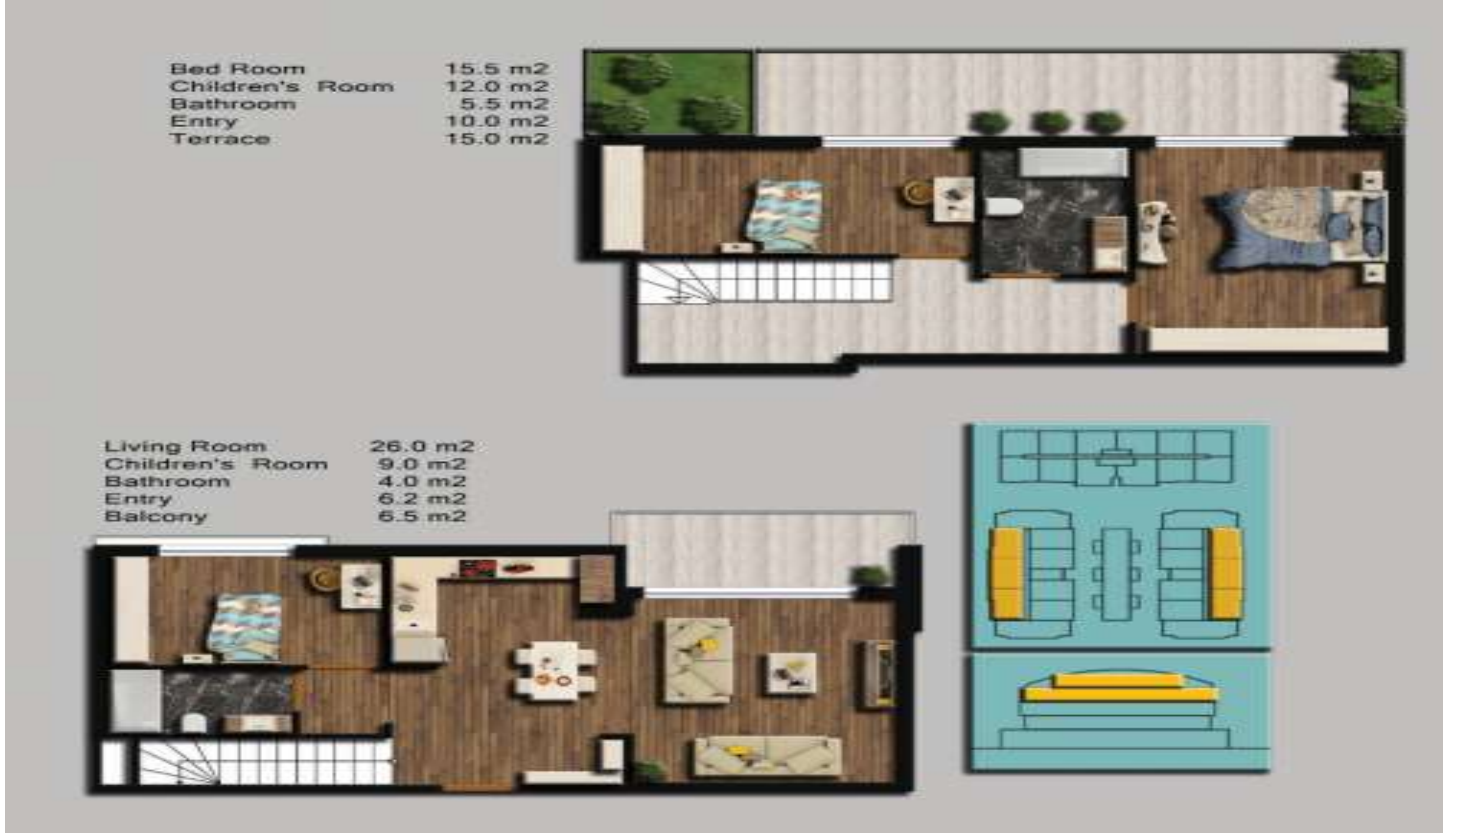 Bed Room 15.5 m2
Children's Room 12.0 m2
Bathroom 5.5 m2
Entry 10.0 m2
Terrace 15.0 m2
Living Room 26.0 m2
Children's Room 9.0 m2
Bathroom 4.0 m2
Entry 6.2 m2
Balcony 6.5 m2